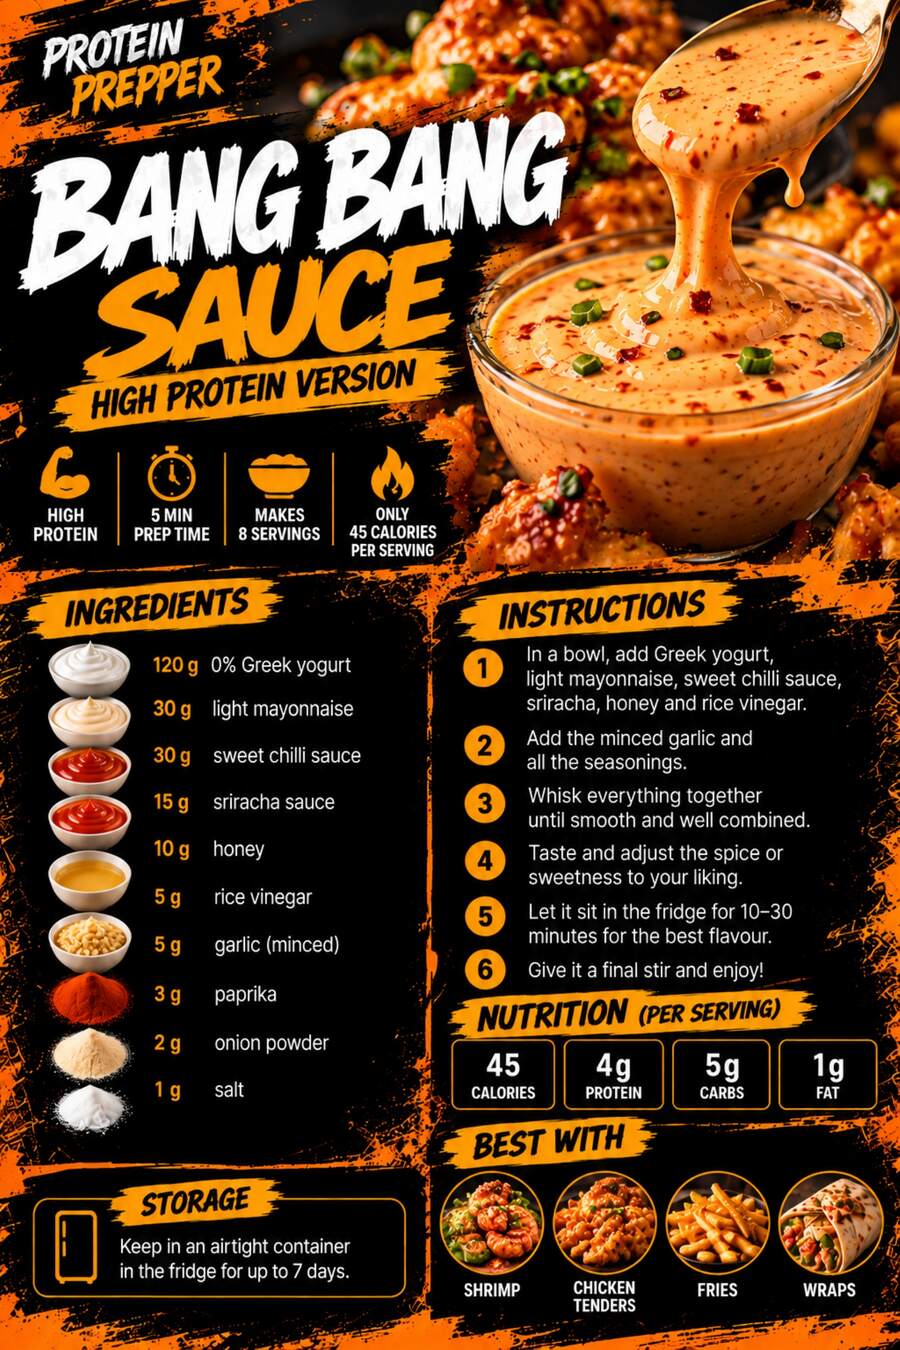 PROTEIN
PREPPER
BANG BANG
SAUCE
HIGH PROTEIN VERSION
HIGH
PROTEIN
5 MIN
PREP TIME
MAKES
8 SERVINGS
ONLY
45 CALORIES
PER SERVING
INGREDIENTS
120 g 0% Greek yogurt
30 g light mayonnaise
30 g sweet chilli sauce
15 g sriracha sauce
10 g honey
5 g rice vinegar
5 g garlic (minced)
3 g paprika
2 g onion powder
1 g salt
STORAGE
Keep in an airtight container
in the fridge for up to 7 days.
INSTRUCTIONS
1 In a bowl, add Greek yogurt,
light mayonnaise, sweet chilli sauce,
sriracha, honey and rice vinegar.
2 Add the minced garlic and
all the seasonings.
3 Whisk everything together
until smooth and well combined.
4 Taste and adjust the spice or
sweetness to your liking.
5 Let it sit in the fridge for 10–30
minutes for the best flavour.
6 Give it a final stir and enjoy!
NUTRITION (PER SERVING)
45
CALORIES
4g
PROTEIN
5g
CARBS
1g
FAT
BEST WITH
SHRIMP
CHICKEN
TENDERS
FRIES
WRAPS